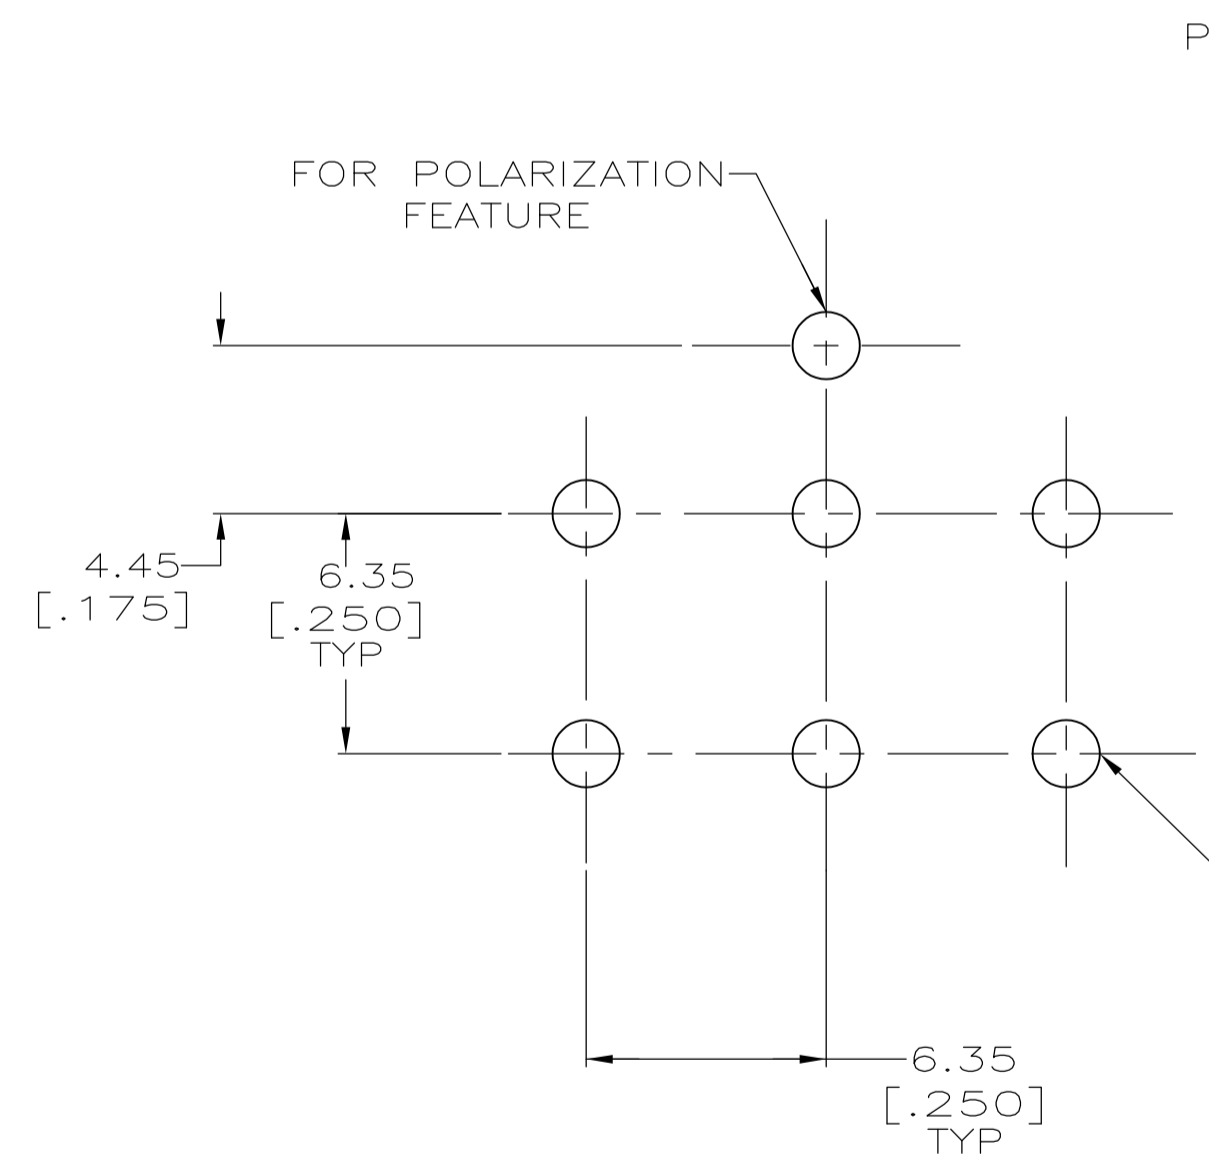 P
FOR POLARIZATION
FEATURE
4.45
[.175]
6.35
[.250]
TYP
6.35
[.250]
TYP